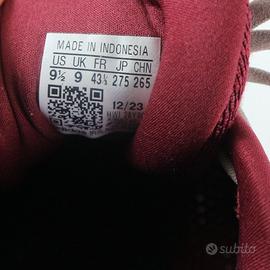 MADE IN INDONESIA
US UK FR JP CHN
9½ 9 43⅓ 275 265
12/23
subito